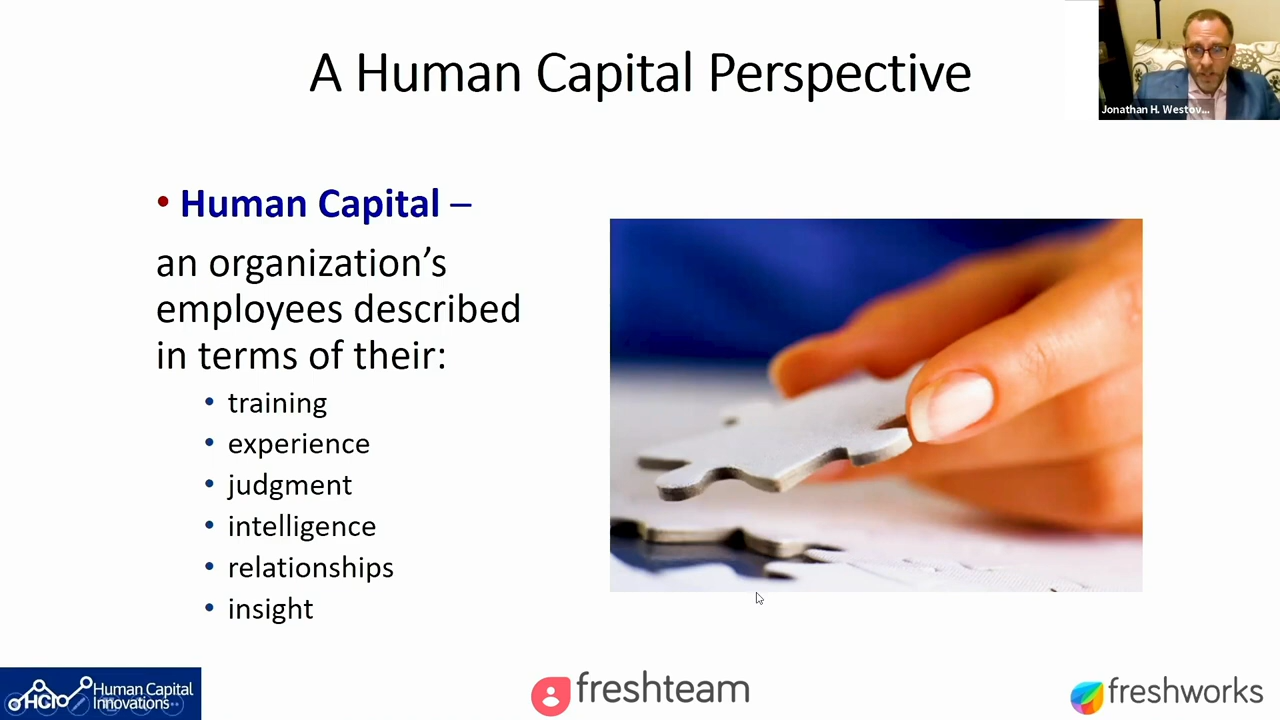 A Human Capital Perspective
Jonathan H. Westov...
• Human Capital –
an organization’s
employees described
in terms of their:
• training
• experience
• judgment
• intelligence
• relationships
• insight
HCI
Human Capital
Innovations
freshteam
freshworks